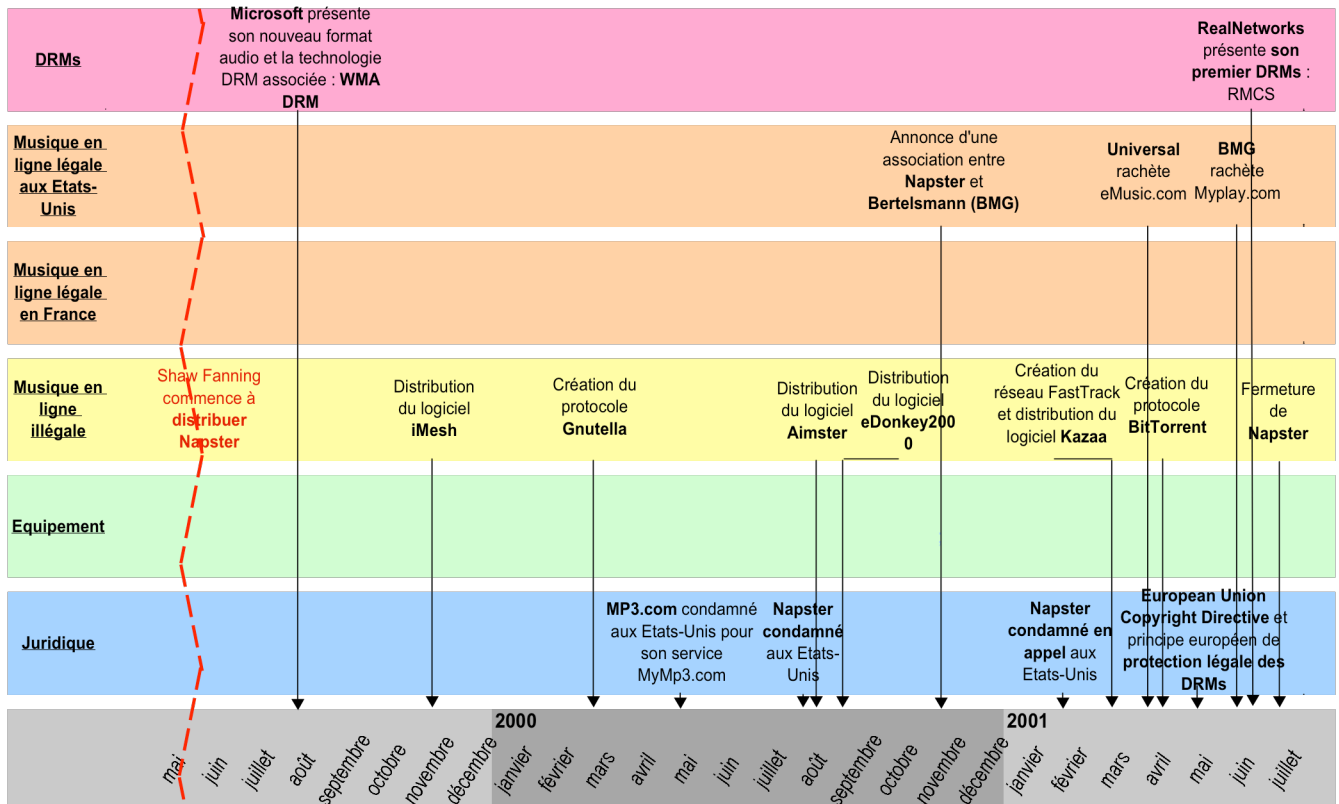 DRMs
Microsoft présente
son nouveau format
audio et la technologie
DRM associée : WMA
DRM
RealNetworks
présente son
premier DRMs :
RMCS
Musique en
ligne légale
aux Etats-
Unis
Annonce d'une
association entre
Napster et
Bertelsmann (BMG)
Universal
rachète
eMusic.com
BMG
rachète
Myplay.com
Musique en
ligne légale
en France
Musique en
ligne
illégale
Shaw Fanning
commence à
distribuer
Napster
Distribution
du logiciel
iMesh
Création du
protocole
Gnutella
Distribution
du logiciel
Aimster
Distribution
du logiciel
eDonkey200
0
Création du
réseau FastTrack
et distribution du
logiciel Kazaa
Création du
protocole
BitTorrent
Fermeture
de
Napster
Equipement
Juridique
MP3.com condamné
aux Etats-Unis pour
son service
MyMp3.com
Napster
condamné
aux Etats-
Unis
Napster
condamné en
appel aux
Etats-Unis
European Union
Copyright Directive et
principe européen de
protection légale des
DRMs
2000
2001
mai
juin
juillet
août
septembre
octobre
novembre
décembre
janvier
février
mars
avril
mai
juin
juillet
août
septembre
octobre
novembre
décembre
janvier
février
mars
avril
mai
juin
juillet